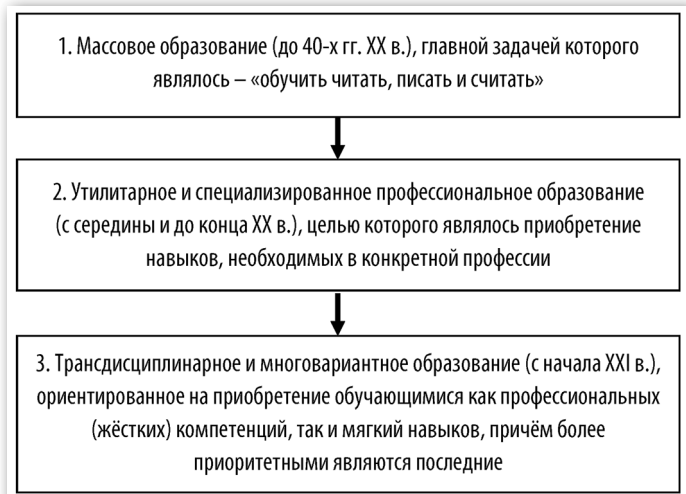 1. Массовое образование (до 40-х гг. XX в.), главной задачей которого
являлось – «обучить читать, писать и считать»
2. Утилитарное и специализированное профессиональное образование
(с середины и до конца XX в.), целью которого являлось приобретение
навыков, необходимых в конкретной профессии
3. Трансдисциплинарное и многовариантное образование (с начала XXI в.),
ориентированное на приобретение обучающимися как профессиональных
(жёстких) компетенций, так и мягкий навыков, причём более
приоритетными являются последние